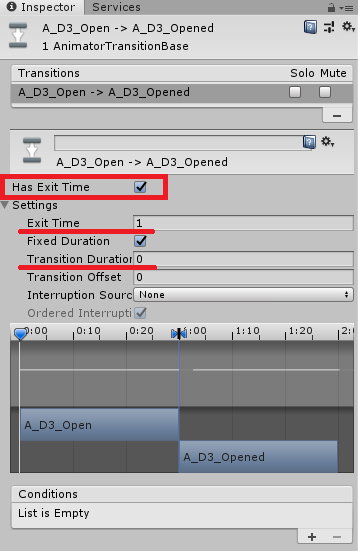 Inspector Services
A_D3_Open -> A_D3_Opened
1 AnimatorTransitionBase
Transitions Solo Mute
A_D3_Open -> A_D3_Opened
A_D3_Open -> A_D3_Opened
Has Exit Time
Settings
Exit Time 1
Fixed Duration
Transition Duration 0
Transition Offset 0
Interruption Sourc None
Ordered Interrupti
0:00 0:10 0:20 1:00 1:10 1:20 2:0
A_D3_Open
A_D3_Opened
Conditions
List is Empty